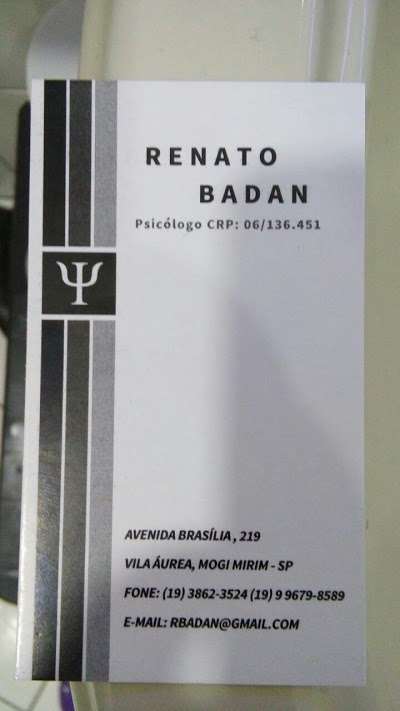 RENATO
BADAN
Psicólogo CRP: 06/136.451
Ψ
AVENIDA BRASÍLIA , 219
VILA ÁUREA, MOGI MIRIM - SP
FONE: (19) 3862-3524 (19) 9 9679-8589
E-MAIL: RBADAN@GMAIL.COM